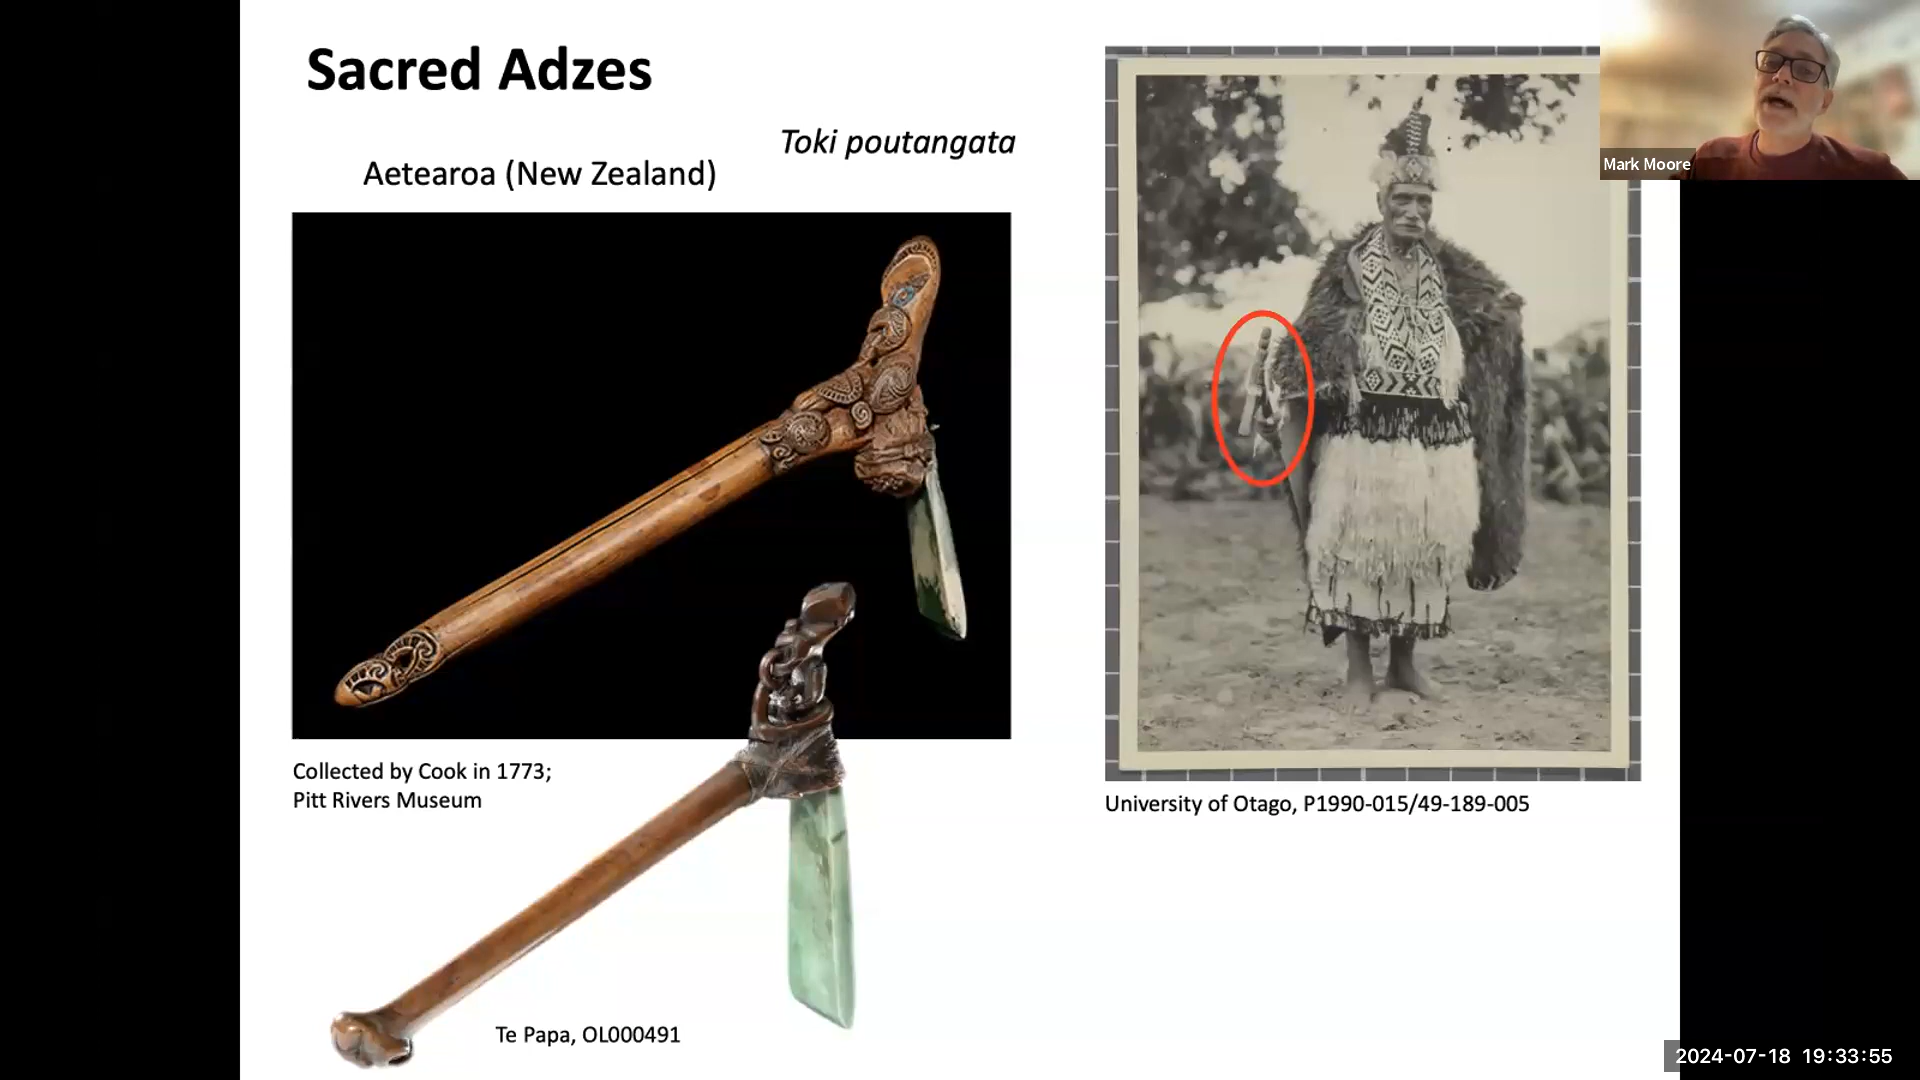 Sacred Adzes
Toki poutangata
Aetearoa (New Zealand)
Mark Moore
Collected by Cook in 1773;
Pitt Rivers Museum
University of Otago, P1990-015/49-189-005
Te Papa, OL000491
2024-07-18 19:33:55